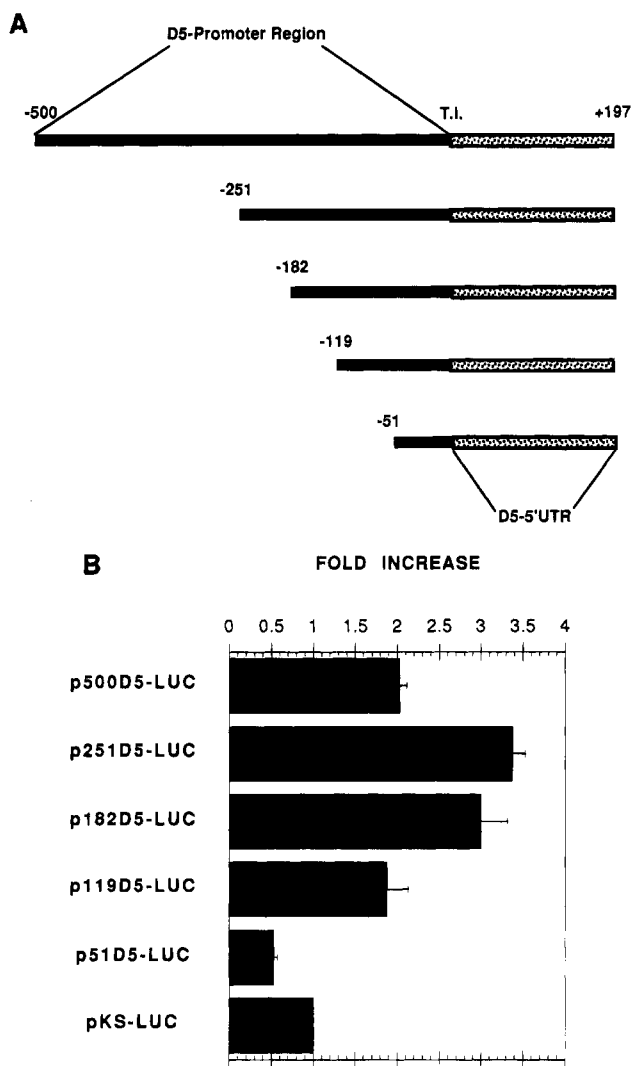 A
D5-Promoter Region
-500 T.I. +197
-251
-182
-119
-51
D5-5'UTR
B FOLD INCREASE
0 0.5 1 1.5 2 2.5 3 3.5 4
p500D5-LUC
p251D5-LUC
p182D5-LUC
p119D5-LUC
p51D5-LUC
pKS-LUC